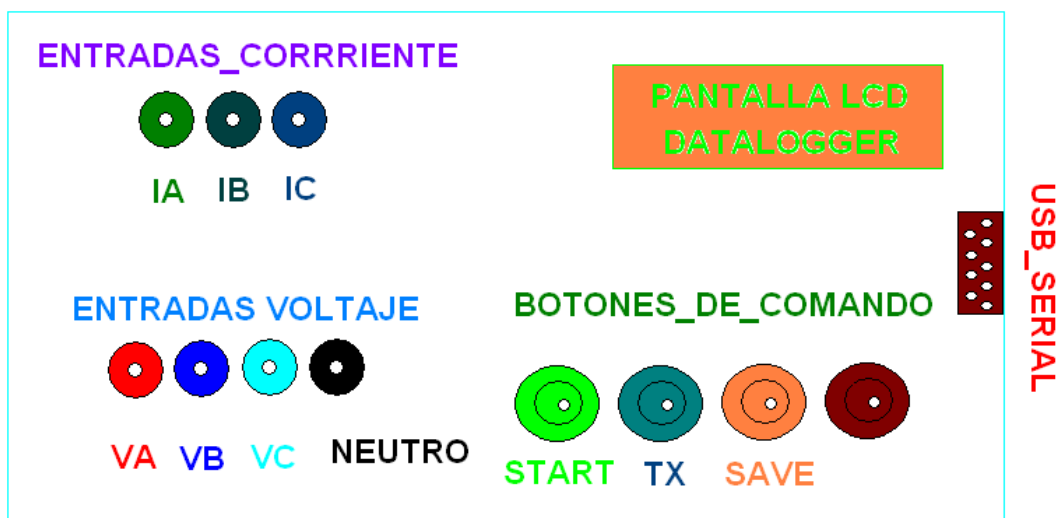 ENTRADAS_CORRRIENTE
PANTALLA LCD
DATALOGGER
IA IB IC
USB_SERIAL
ENTRADAS VOLTAJE
BOTONES_DE_COMANDO
VA VB VC NEUTRO
START TX SAVE